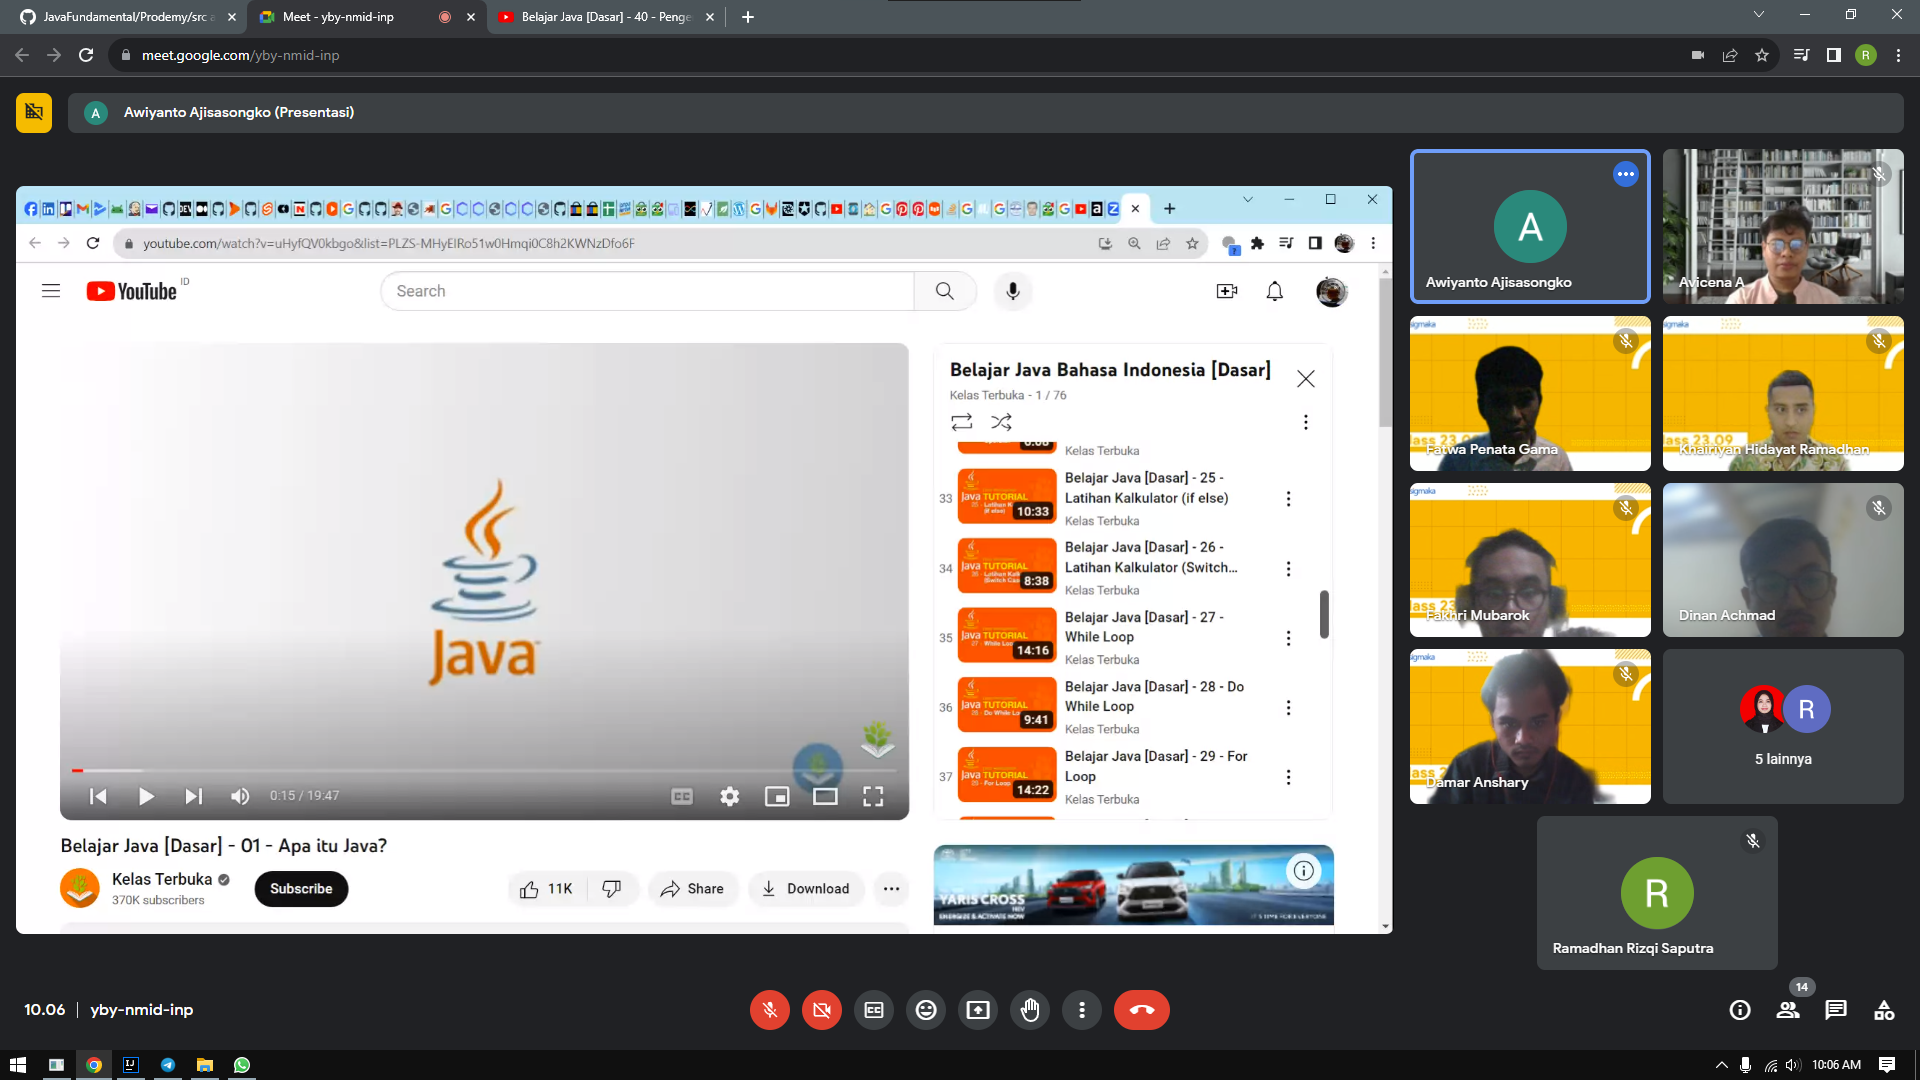 JavaFundamental/Prodemy/src a
Meet - yby-nmid-inp
Belajar Java [Dasar] - 40 - Penge
meet.google.com/yby-nmid-inp
R
A
Awiyanto Ajisasongko (Presentasi)
youtube.com/watch?v=uHyfQV0kbgo&list=PLZS-MHyElRo51w0Hmqi0C8h2KWNzDfo6F
YouTube ID
Search
Java
0:15 / 19:47
Belajar Java [Dasar] - 01 - Apa itu Java?
Kelas Terbuka
370K subscribers
Subscribe
11K
Share
Download
Belajar Java Bahasa Indonesia [Dasar]
Kelas Terbuka - 1 / 76
Kelas Terbuka
33
Java TUTORIAL
10:33
Belajar Java [Dasar] - 25 -
Latihan Kalkulator (if else)
Kelas Terbuka
34
Java TUTORIAL
8:38
Belajar Java [Dasar] - 26 -
Latihan Kalkulator (Switch...
Kelas Terbuka
35
Java TUTORIAL
14:16
Belajar Java [Dasar] - 27 -
While Loop
Kelas Terbuka
36
Java TUTORIAL
9:41
Belajar Java [Dasar] - 28 - Do
While Loop
Kelas Terbuka
37
Java TUTORIAL
14:22
Belajar Java [Dasar] - 29 - For
Loop
Kelas Terbuka
YARIS CROSS
ENERGIZE & ACTIVATE NOW
IT'S TIME FOR EVERYONE
A
Awiyanto Ajisasongko
Avicena A
Fatwa Penata Gama
Khairiyan Hidayat Ramadhan
Fakhri Mubarok
Dinan Achmad
Damar Anshary
R
5 lainnya
R
Ramadhan Rizqi Saputra
10.06
yby-nmid-inp
14
10:06 AM